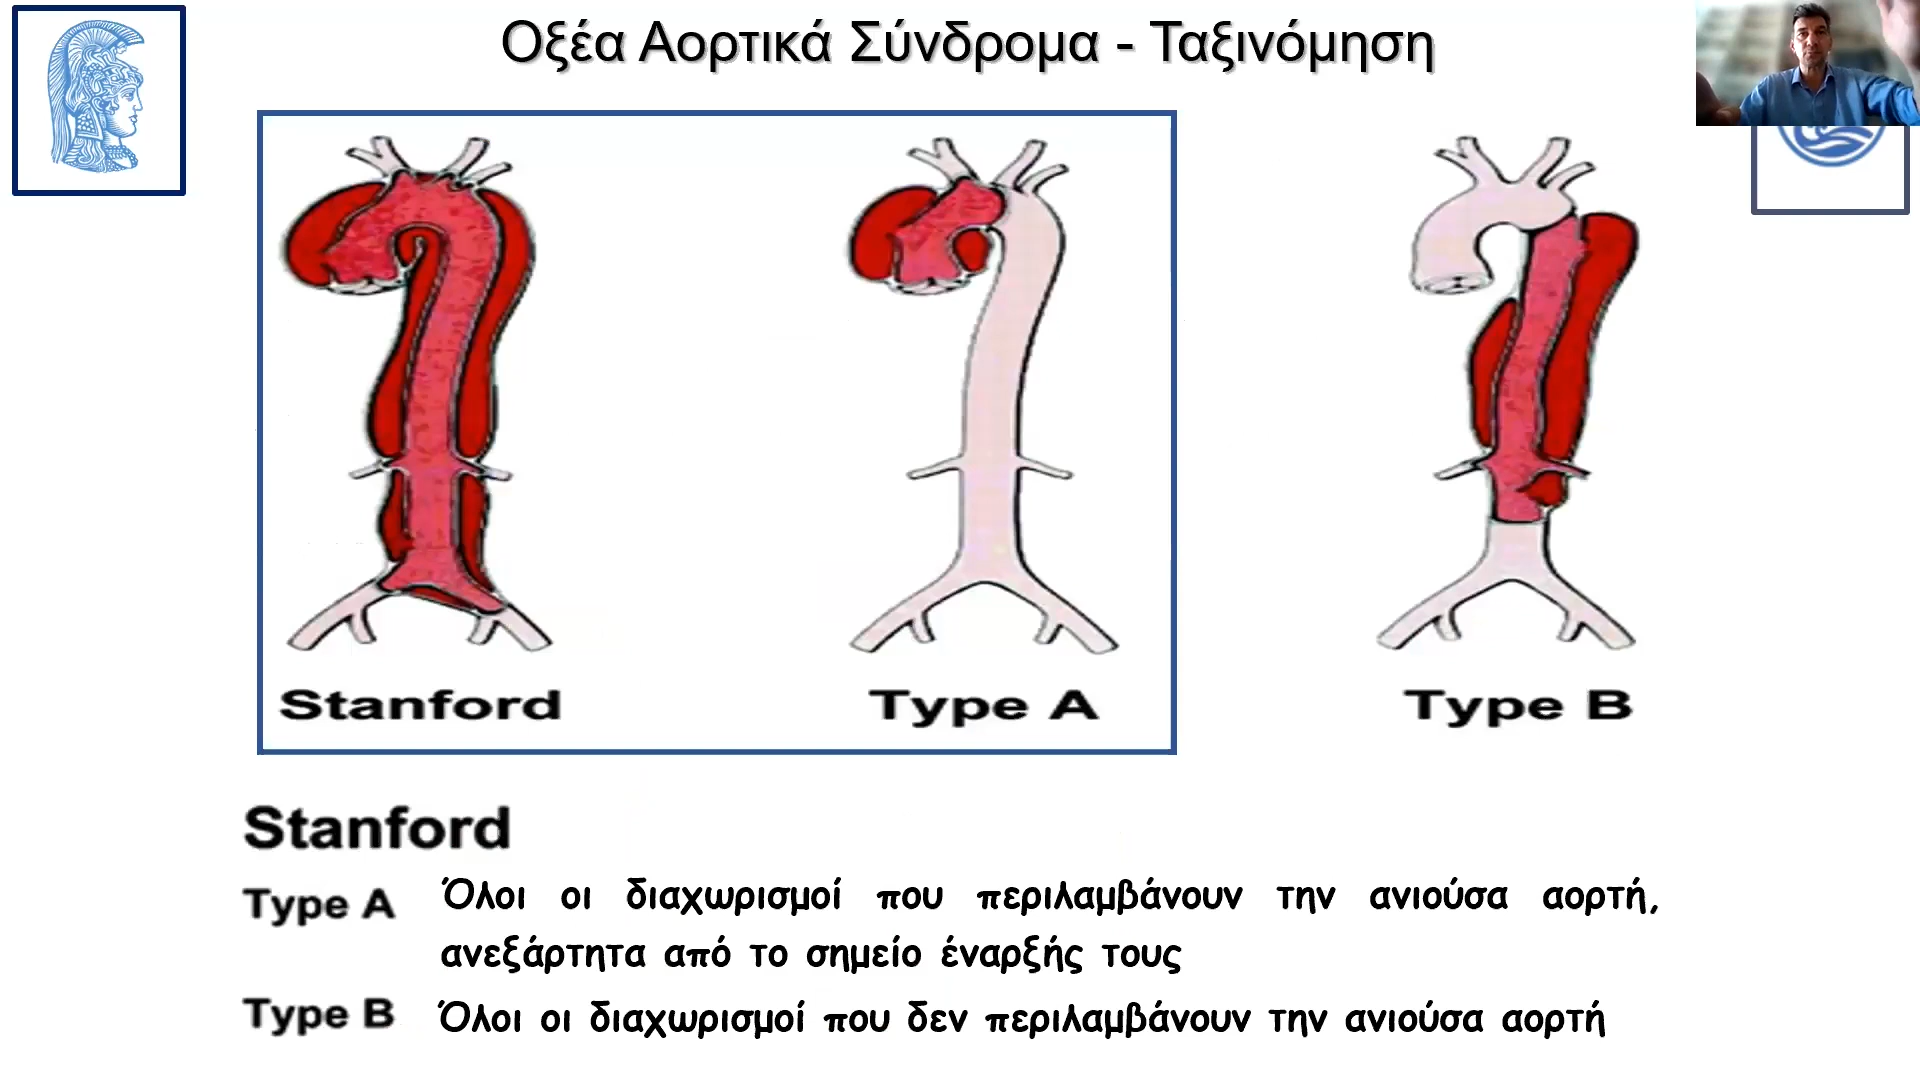 Οξέα Αορτικά Σύνδρομα - Ταξινόμηση
Stanford
Type A
Type B
Stanford
Type A Όλοι οι διαχωρισμοί που περιλαμβάνουν την ανιούσα αορτή,
ανεξάρτητα από το σημείο έναρξής τους
Type B Όλοι οι διαχωρισμοί που δεν περιλαμβάνουν την ανιούσα αορτή